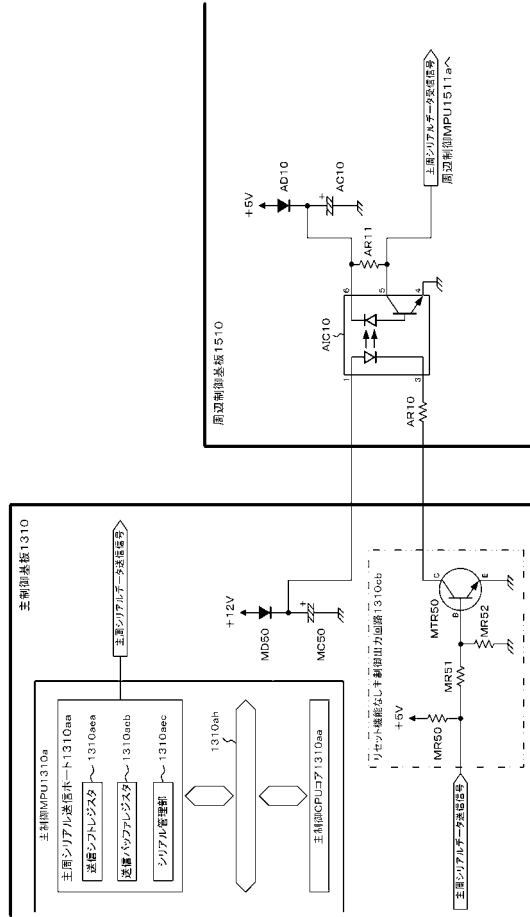 主制御基板1310
主制御MPU1310a
主周シリアル送信ポート1310aa
送信シフトレジスタ
1310aea
送信バッファレジスタ
1310aeb
シリアル管理部
1310aec
主周シリアルデータ送信信号
1310ah
主制御CPUコア1310aa
+12V
MD50
MC50
+
リセット機能なし主制御出力回路1310cb
+5V
MR50
MR51
MR52
MTR50
B
C
E
主周シリアルデータ送信信号
周辺制御基板1510
+5V
AD10
AC10
+
AR11
AIC10
1
3
4
5
6
AR10
主周シリアルデータ受信信号
周辺制御MPU1511aへ